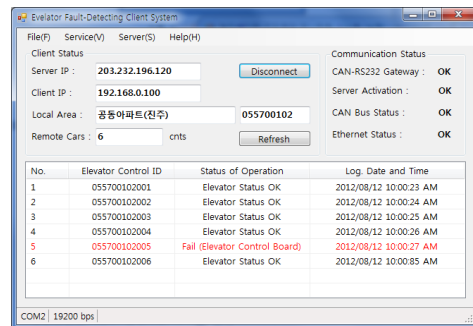 Evelator Fault-Detecting Client System
File(F) Service(V) Server(S) Help(H)
Client Status
Server IP : 203.232.196.120 Disconnect
Client IP : 192.168.0.100
Local Area : 공동아파트(진주) 055700102
Remote Cars : 6 cnts Refresh
Communication Status
CAN-RS232 Gateway : OK
Server Activation : OK
CAN Bus Status : OK
Ethernet Status : OK
No. Elevator Control ID Status of Operation Log. Date and Time
1 055700102001 Elevator Status OK 2012/08/12 10:00:23 AM
2 055700102002 Elevator Status OK 2012/08/12 10:00:24 AM
3 055700102003 Elevator Status OK 2012/08/12 10:00:25 AM
4 055700102004 Elevator Status OK 2012/08/12 10:00:26 AM
5 055700102005 Fail (Elevator Control Board) 2012/08/12 10:00:27 AM
6 055700102006 Elevator Status OK 2012/08/12 10:00:85 AM
COM2 19200 bps